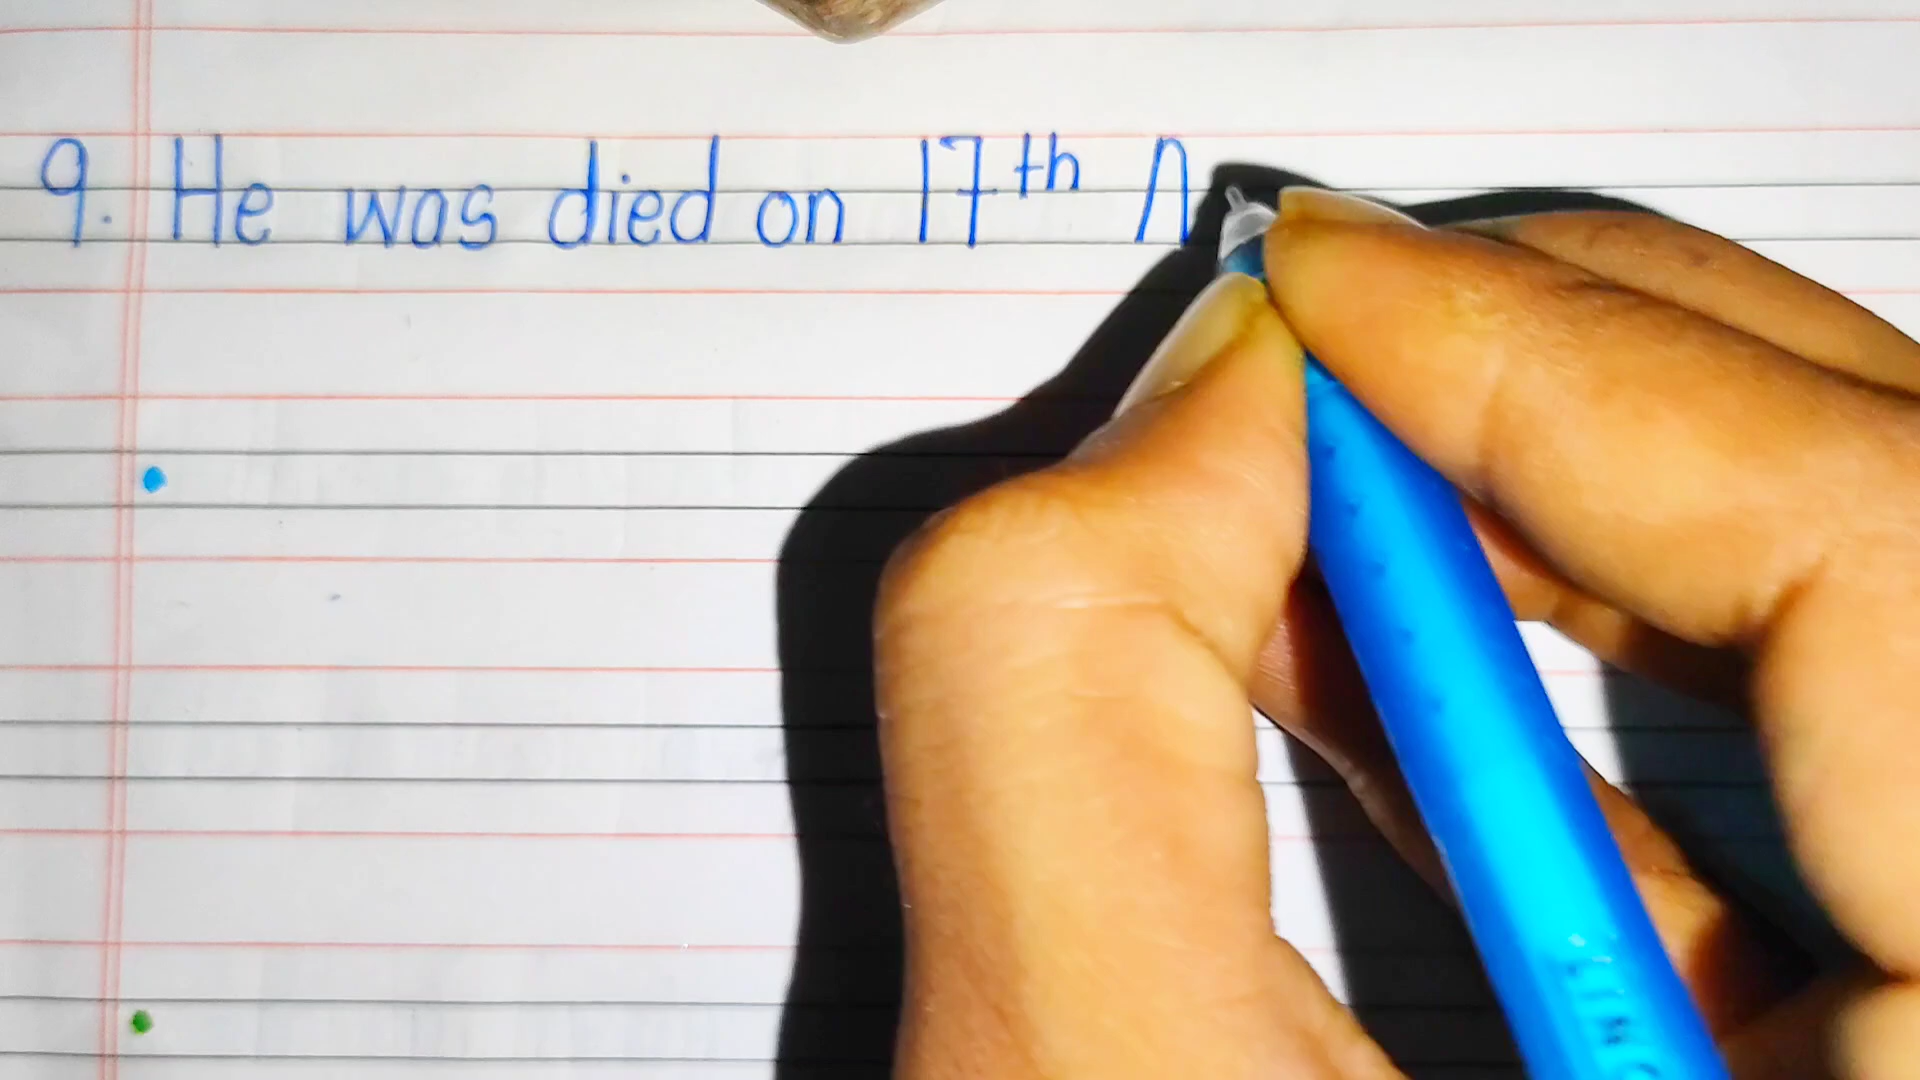 9. He was died on 17th